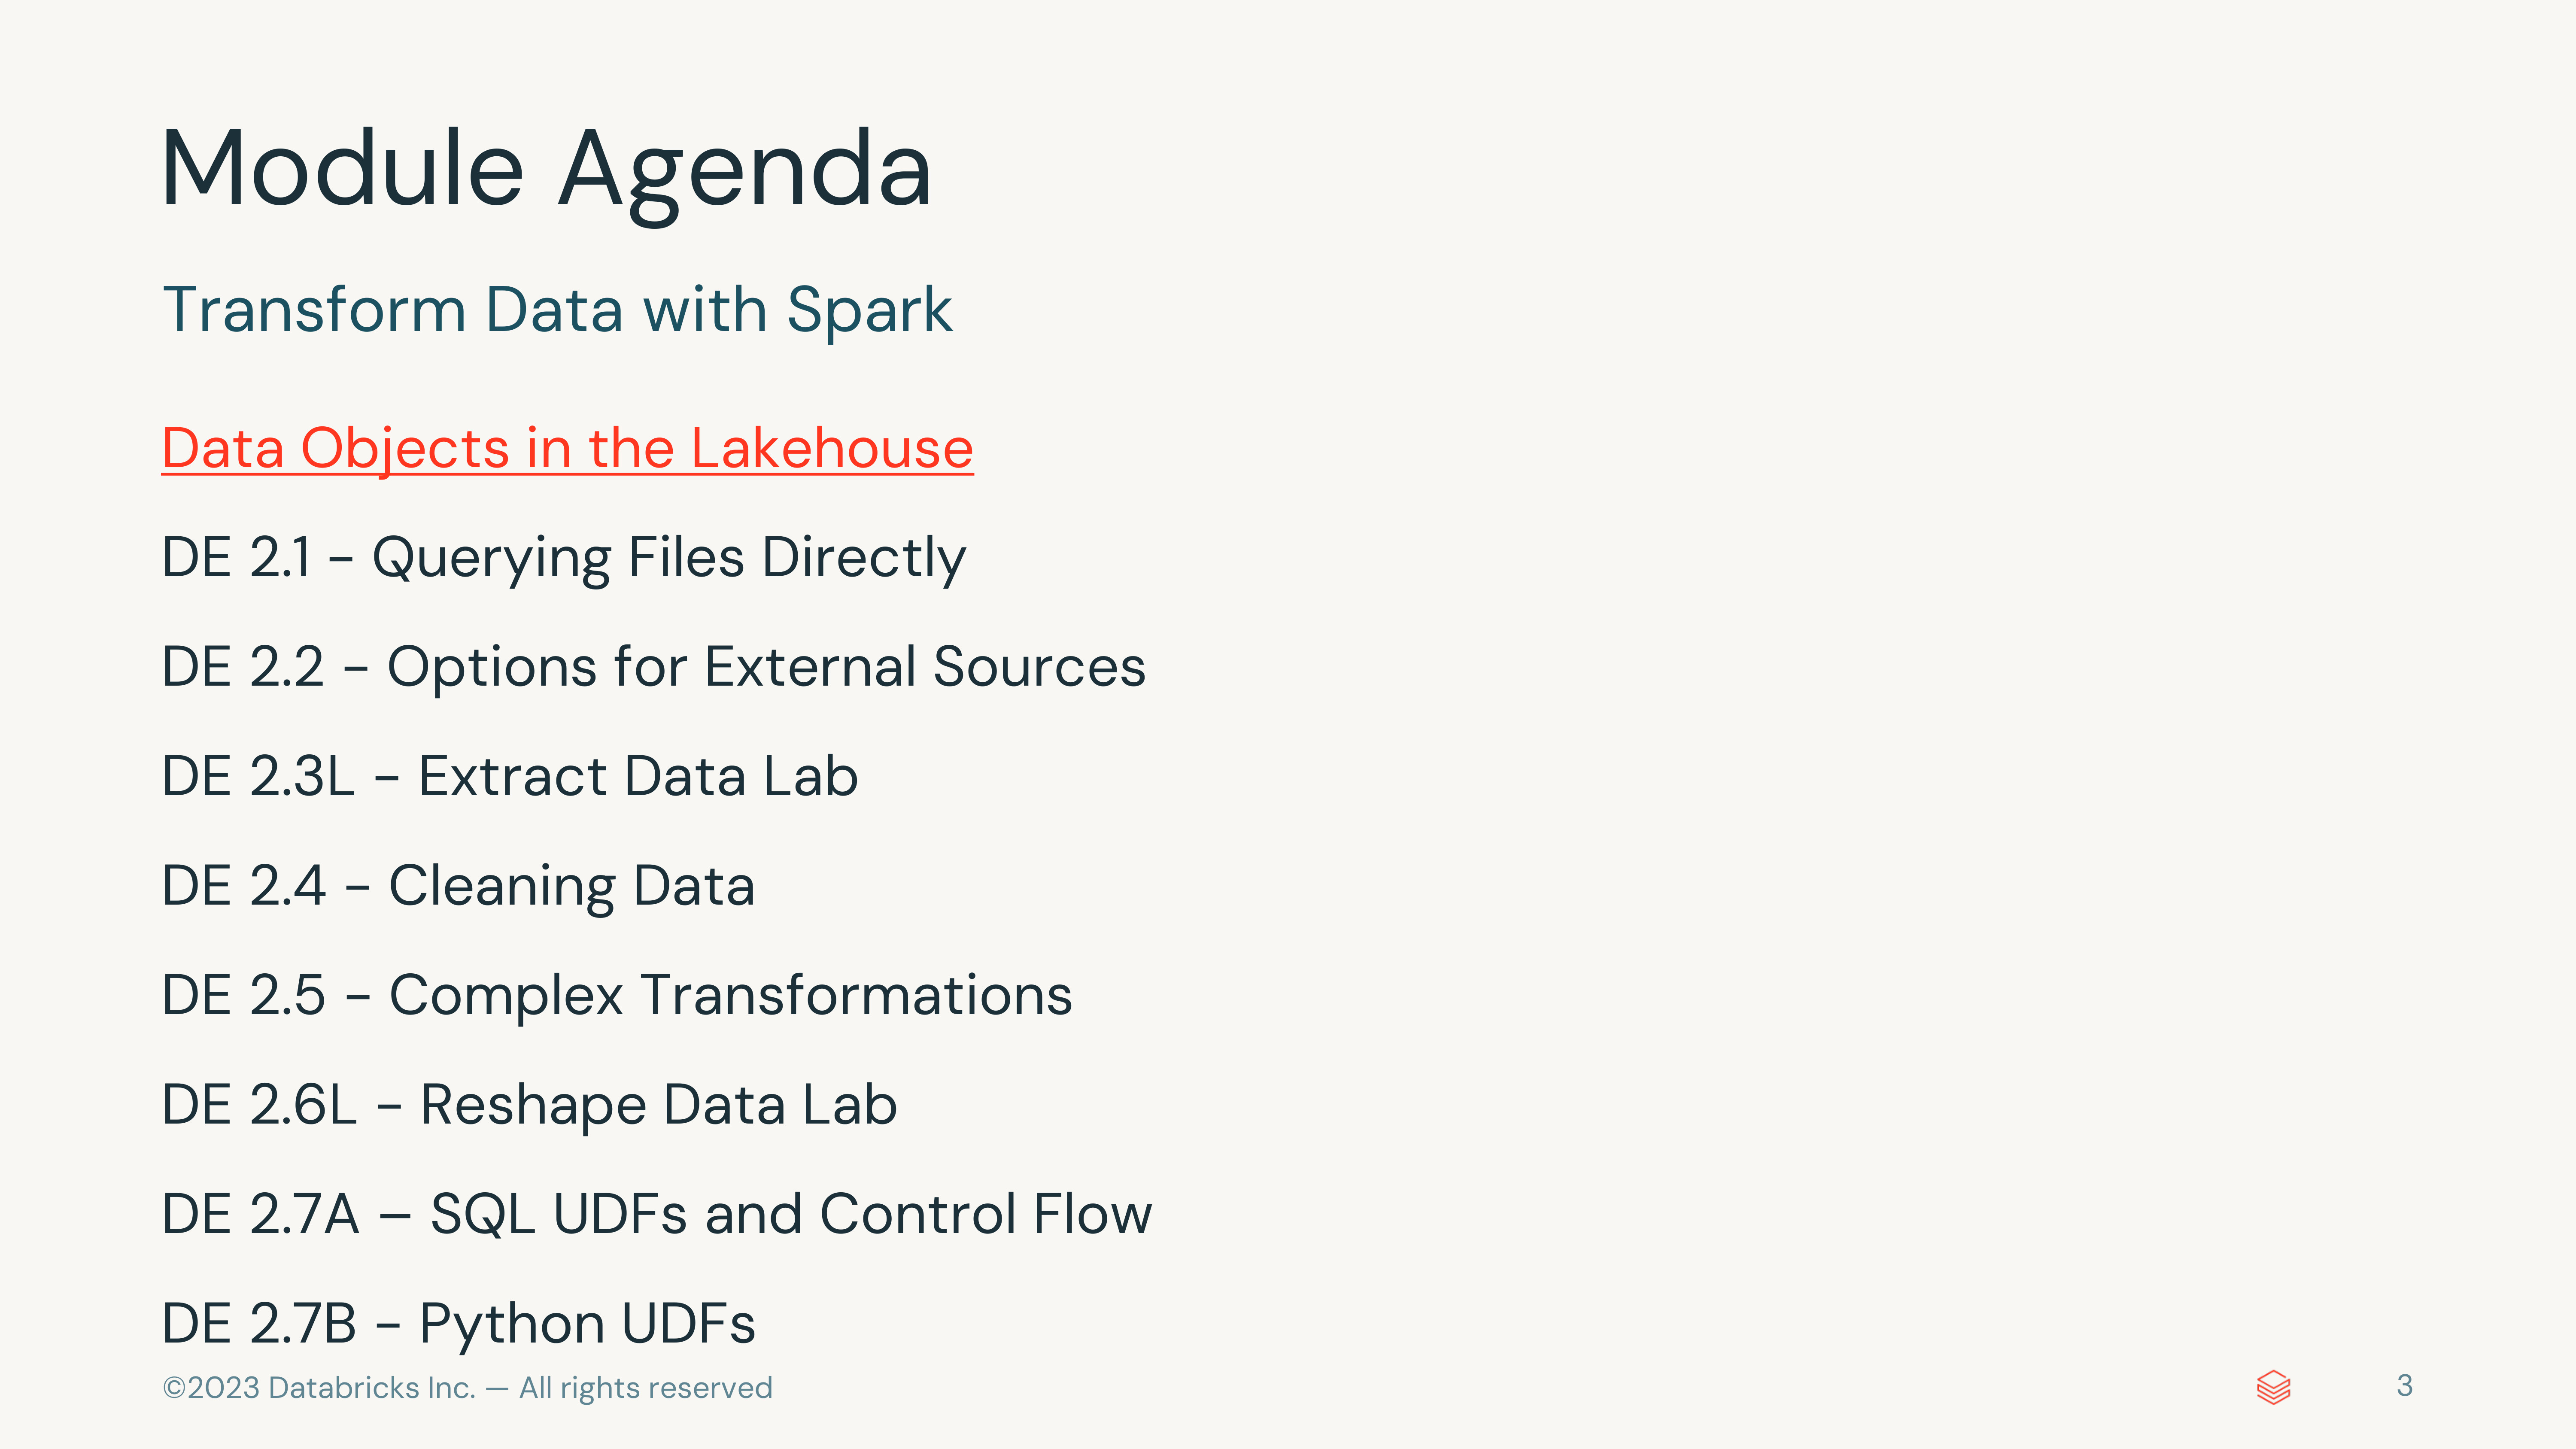 Module Agenda
Transform Data with Spark
Data Objects in the Lakehouse
DE 2.1 - Querying Files Directly
DE 2.2 - Options for External Sources
DE 2.3L - Extract Data Lab
DE 2.4 - Cleaning Data
DE 2.5 - Complex Transformations
DE 2.6L - Reshape Data Lab
DE 2.7A – SQL UDFs and Control Flow
DE 2.7B - Python UDFs
©2023 Databricks Inc. — All rights reserved
3